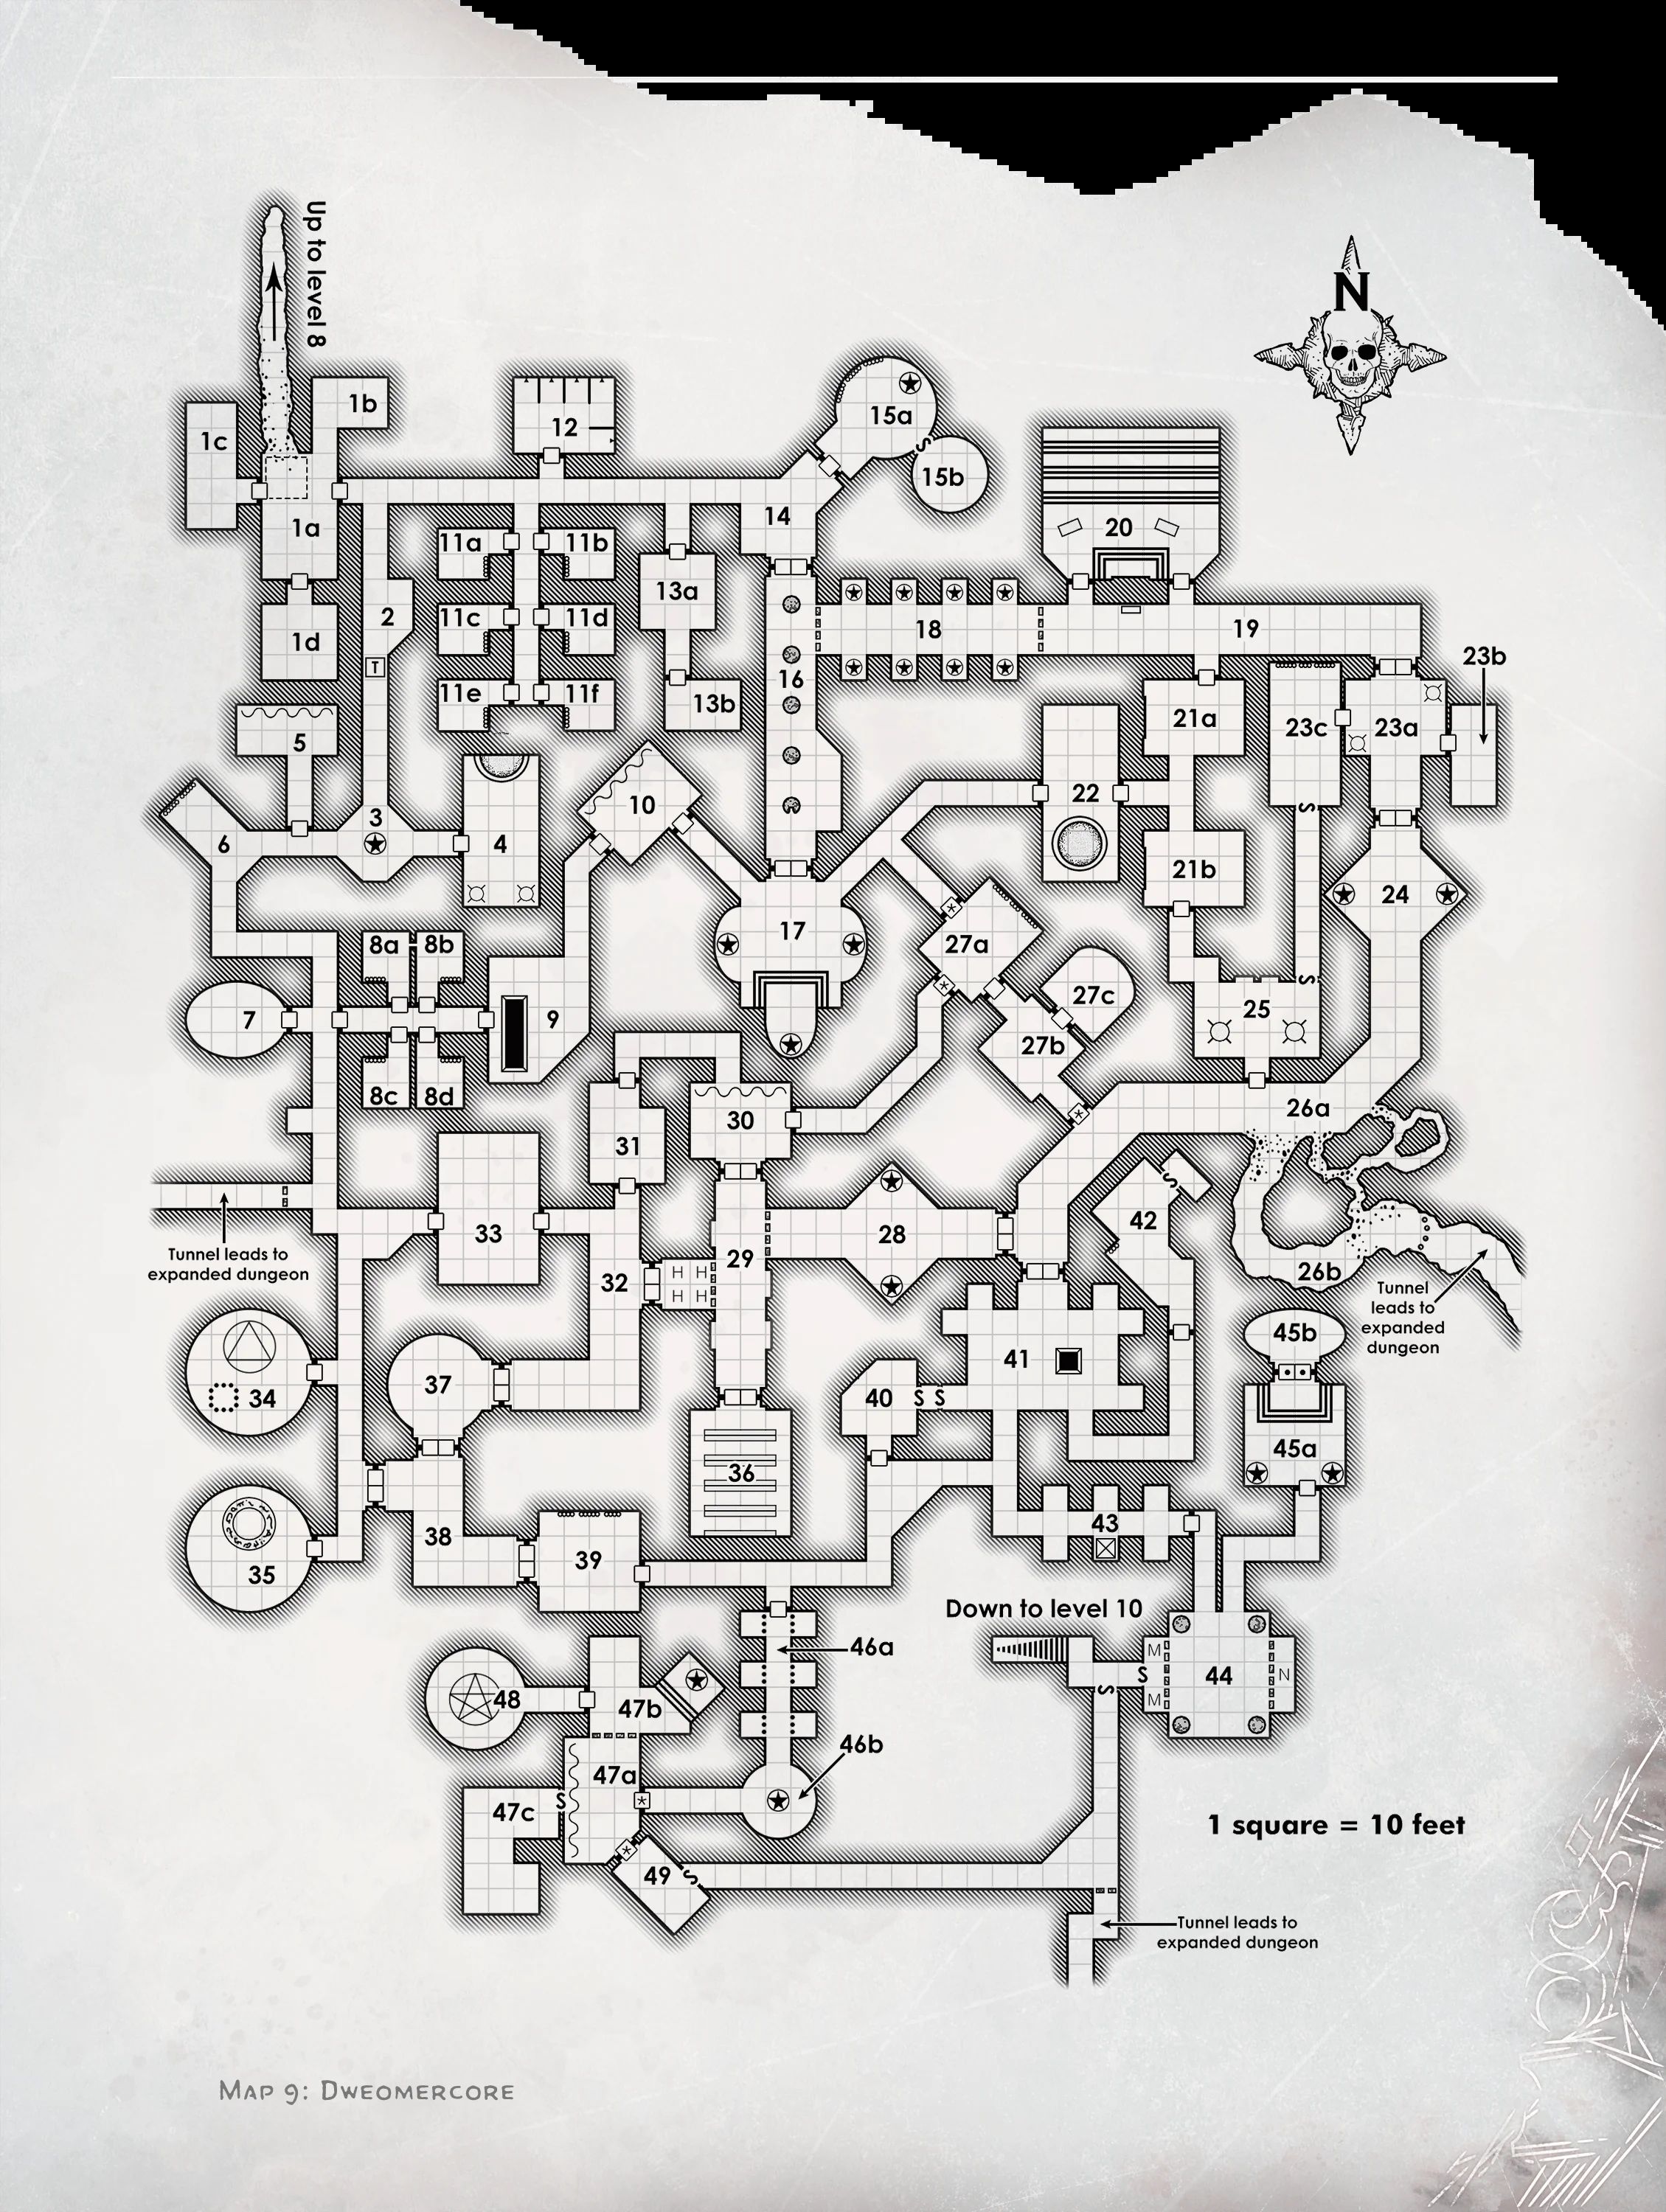 Up to level 8
N
1b
1c
12
15a
15b
14
20
1a
11a
11b
13a
2
11c
11d
18
19
1d
T
23b
16
11e
11f
13b
21a
23c
23a
5
10
22
3
6
4
21b
24
17
27a
8a
8b
27c
25
7
9
27b
8c
8d
26a
30
31
S
42
33
28
29
Tunnel leads to
expanded dungeon
32
H H
H H
26b
Tunnel
leads to
expanded
dungeon
45b
41
37
40
S S
34
45a
36
43
38
39
35
Down to level 10
46a
M
S
44
N
M
S
48
47b
46b
47a
S
47c
49
S
1 square = 10 feet
Tunnel leads to
expanded dungeon
Map 9: Dweomercore